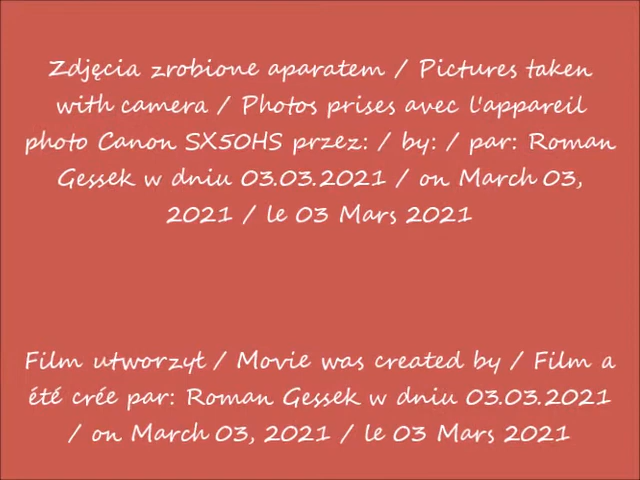 Zdjęcia zrobione aparatem / Pictures taken
with camera / Photos prises avec l'appareil
photo Canon SX50HS przez: / by: / par: Roman
Gessek w dniu 03.03.2021 / on March 03,
2021 / le 03 Mars 2021
Film utworzył / Movie was created by / Film a
été crée par: Roman Gessek w dniu 03.03.2021
/ on March 03, 2021 / le 03 Mars 2021